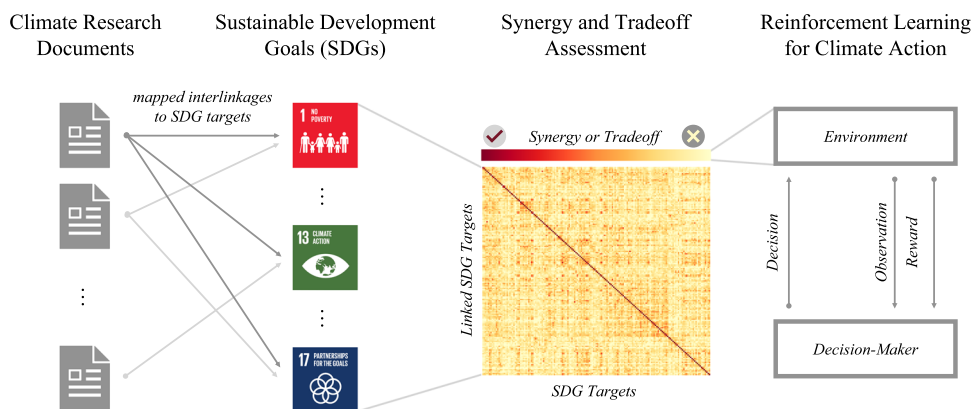 Climate Research
Documents
Sustainable Development
Goals (SDGs)
Synergy and Tradeoff
Assessment
Reinforcement Learning
for Climate Action
mapped interlinkages
to SDG targets
1 NO
POVERTY
⋮
13 CLIMATE
ACTION
⋮
⋮
17 PARTNERSHIPS
FOR THE GOALS
Synergy or Tradeoff
Linked SDG Targets
SDG Targets
Environment
Decision
Observation
Reward
Decision-Maker